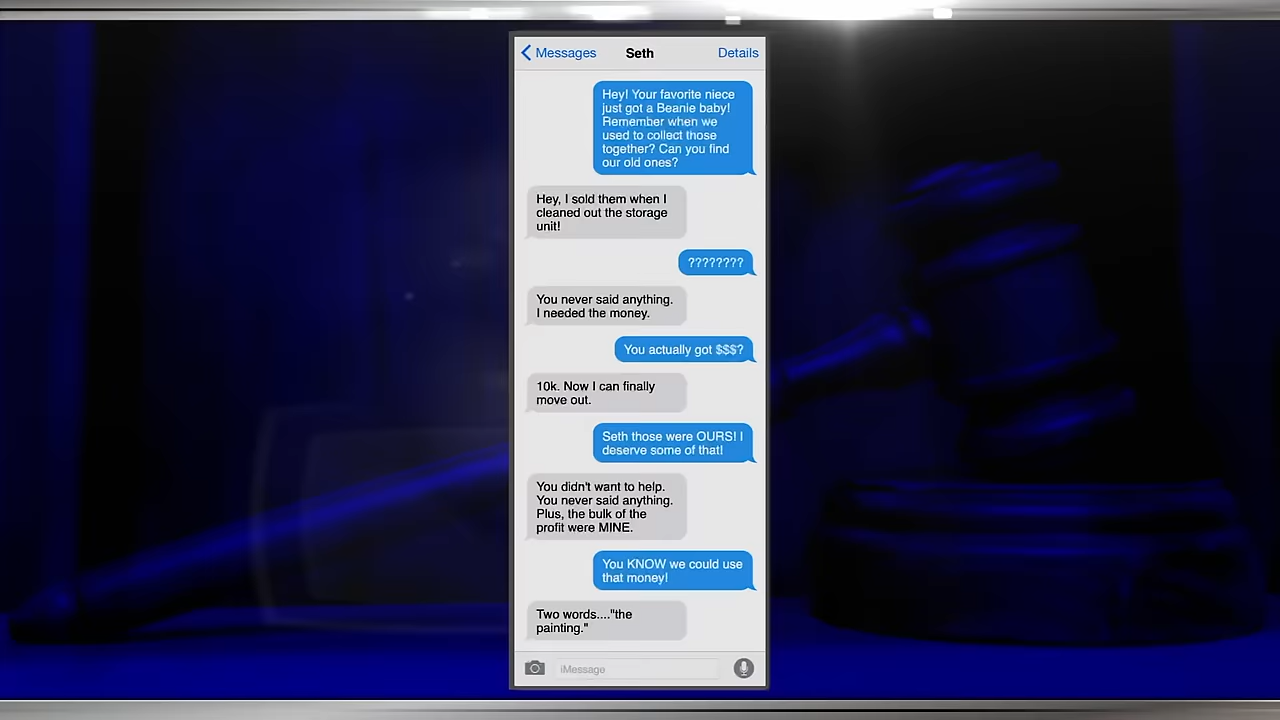 Messages Seth Details
Hey! Your favorite niece
just got a Beanie baby!
Remember when we
used to collect those
together? Can you find
our old ones?
Hey, I sold them when I
cleaned out the storage
unit!
????????
You never said anything.
I needed the money.
You actually got $$$?
10k. Now I can finally
move out.
Seth those were OURS! I
deserve some of that!
You didn't want to help.
You never said anything.
Plus, the bulk of the
profit were MINE.
You KNOW we could use
that money!
Two words...."the
painting."
iMessage